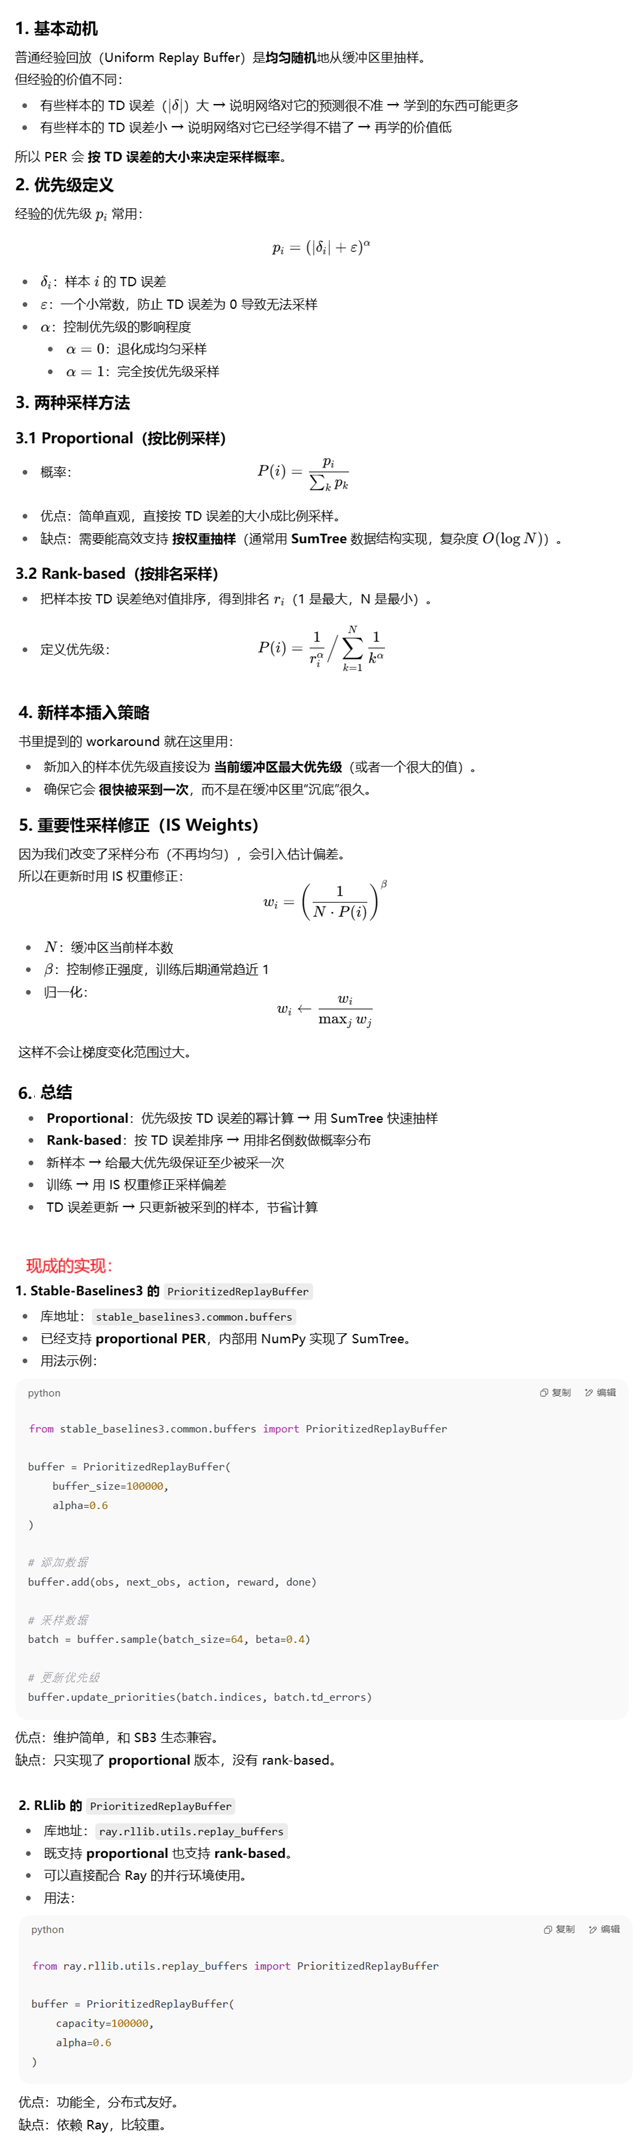 1. 基本动机
普通经验回放（Uniform Replay Buffer）是均匀随机地从缓冲区里抽样。
但经验的价值不同：
• 有些样本的 TD 误差（|δ|）大 → 说明网络对它的预测很不准 → 学到的东西可能更多
• 有些样本的 TD 误差小 → 说明网络对它已经学得不错了 → 再学的价值低
所以 PER 会 按 TD 误差的大小来决定采样概率。
2. 优先级定义
经验的优先级 p_i 常用：
p_i = (|δ_i| + ε)^α
• δ_i：样本 i 的 TD 误差
• ε：一个小常数，防止 TD 误差为 0 导致无法采样
• α：控制优先级的影响程度
• α = 0：退化成均匀采样
• α = 1：完全按优先级采样
3. 两种采样方法
3.1 Proportional（按比例采样）
• 概率： P(i) = p_i / ∑_k p_k
• 优点：简单直观，直接按 TD 误差的大小成比例采样。
• 缺点：需要能高效支持 按权重抽样（通常用 SumTree 数据结构实现，复杂度 O(log N)）。
3.2 Rank-based（按排名采样）
• 把样本按 TD 误差绝对值排序，得到排名 r_i（1 是最大，N 是最小）。
• 定义优先级： P(i) = 1/r_i^α / ∑_{k=1}^{N} 1/k^α
4. 新样本插入策略
书里提到的 workaround 就在这里用：
• 新加入的样本优先级直接设为 当前缓冲区最大优先级（或者一个很大的值）。
• 确保它会 很快被采到一次，而不是在缓冲区里“沉底”很久。
5. 重要性采样修正（IS Weights）
因为我们改变了采样分布（不再均匀），会引入估计偏差。
所以在更新时用 IS 权重修正：
w_i = (1 / (N · P(i)))^β
• N：缓冲区当前样本数
• β：控制修正强度，训练后期通常趋近 1
• 归一化：
w_i ← w_i / max_j w_j
这样不会让梯度变化范围过大。
6. 总结
• Proportional：优先级按 TD 误差的幂计算 → 用 SumTree 快速抽样
• Rank-based：按 TD 误差排序 → 用排名倒数做概率分布
• 新样本 → 给最大优先级保证至少被采一次
• 训练 → 用 IS 权重修正采样偏差
• TD 误差更新 → 只更新被采到的样本，节省计算
现成的实现：
1. Stable-Baselines3 的 PrioritizedReplayBuffer
• 库地址：stable_baselines3.common.buffers
• 已经支持 proportional PER，内部用 NumPy 实现了 SumTree。
• 用法示例：
python 复制 编辑
from stable_baselines3.common.buffers import PrioritizedReplayBuffer
buffer = PrioritizedReplayBuffer(
buffer_size=100000,
alpha=0.6
)
# 添加数据
buffer.add(obs, next_obs, action, reward, done)
# 采样数据
batch = buffer.sample(batch_size=64, beta=0.4)
# 更新优先级
buffer.update_priorities(batch.indices, batch.td_errors)
优点：维护简单，和 SB3 生态兼容。
缺点：只实现了 proportional 版本，没有 rank-based。
2. RLlib 的 PrioritizedReplayBuffer
• 库地址：ray.rllib.utils.replay_buffers
• 既支持 proportional 也支持 rank-based。
• 可以直接配合 Ray 的并行环境使用。
• 用法：
python 复制 编辑
from ray.rllib.utils.replay_buffers import PrioritizedReplayBuffer
buffer = PrioritizedReplayBuffer(
capacity=100000,
alpha=0.6
)
优点：功能全，分布式友好。
缺点：依赖 Ray，比较重。